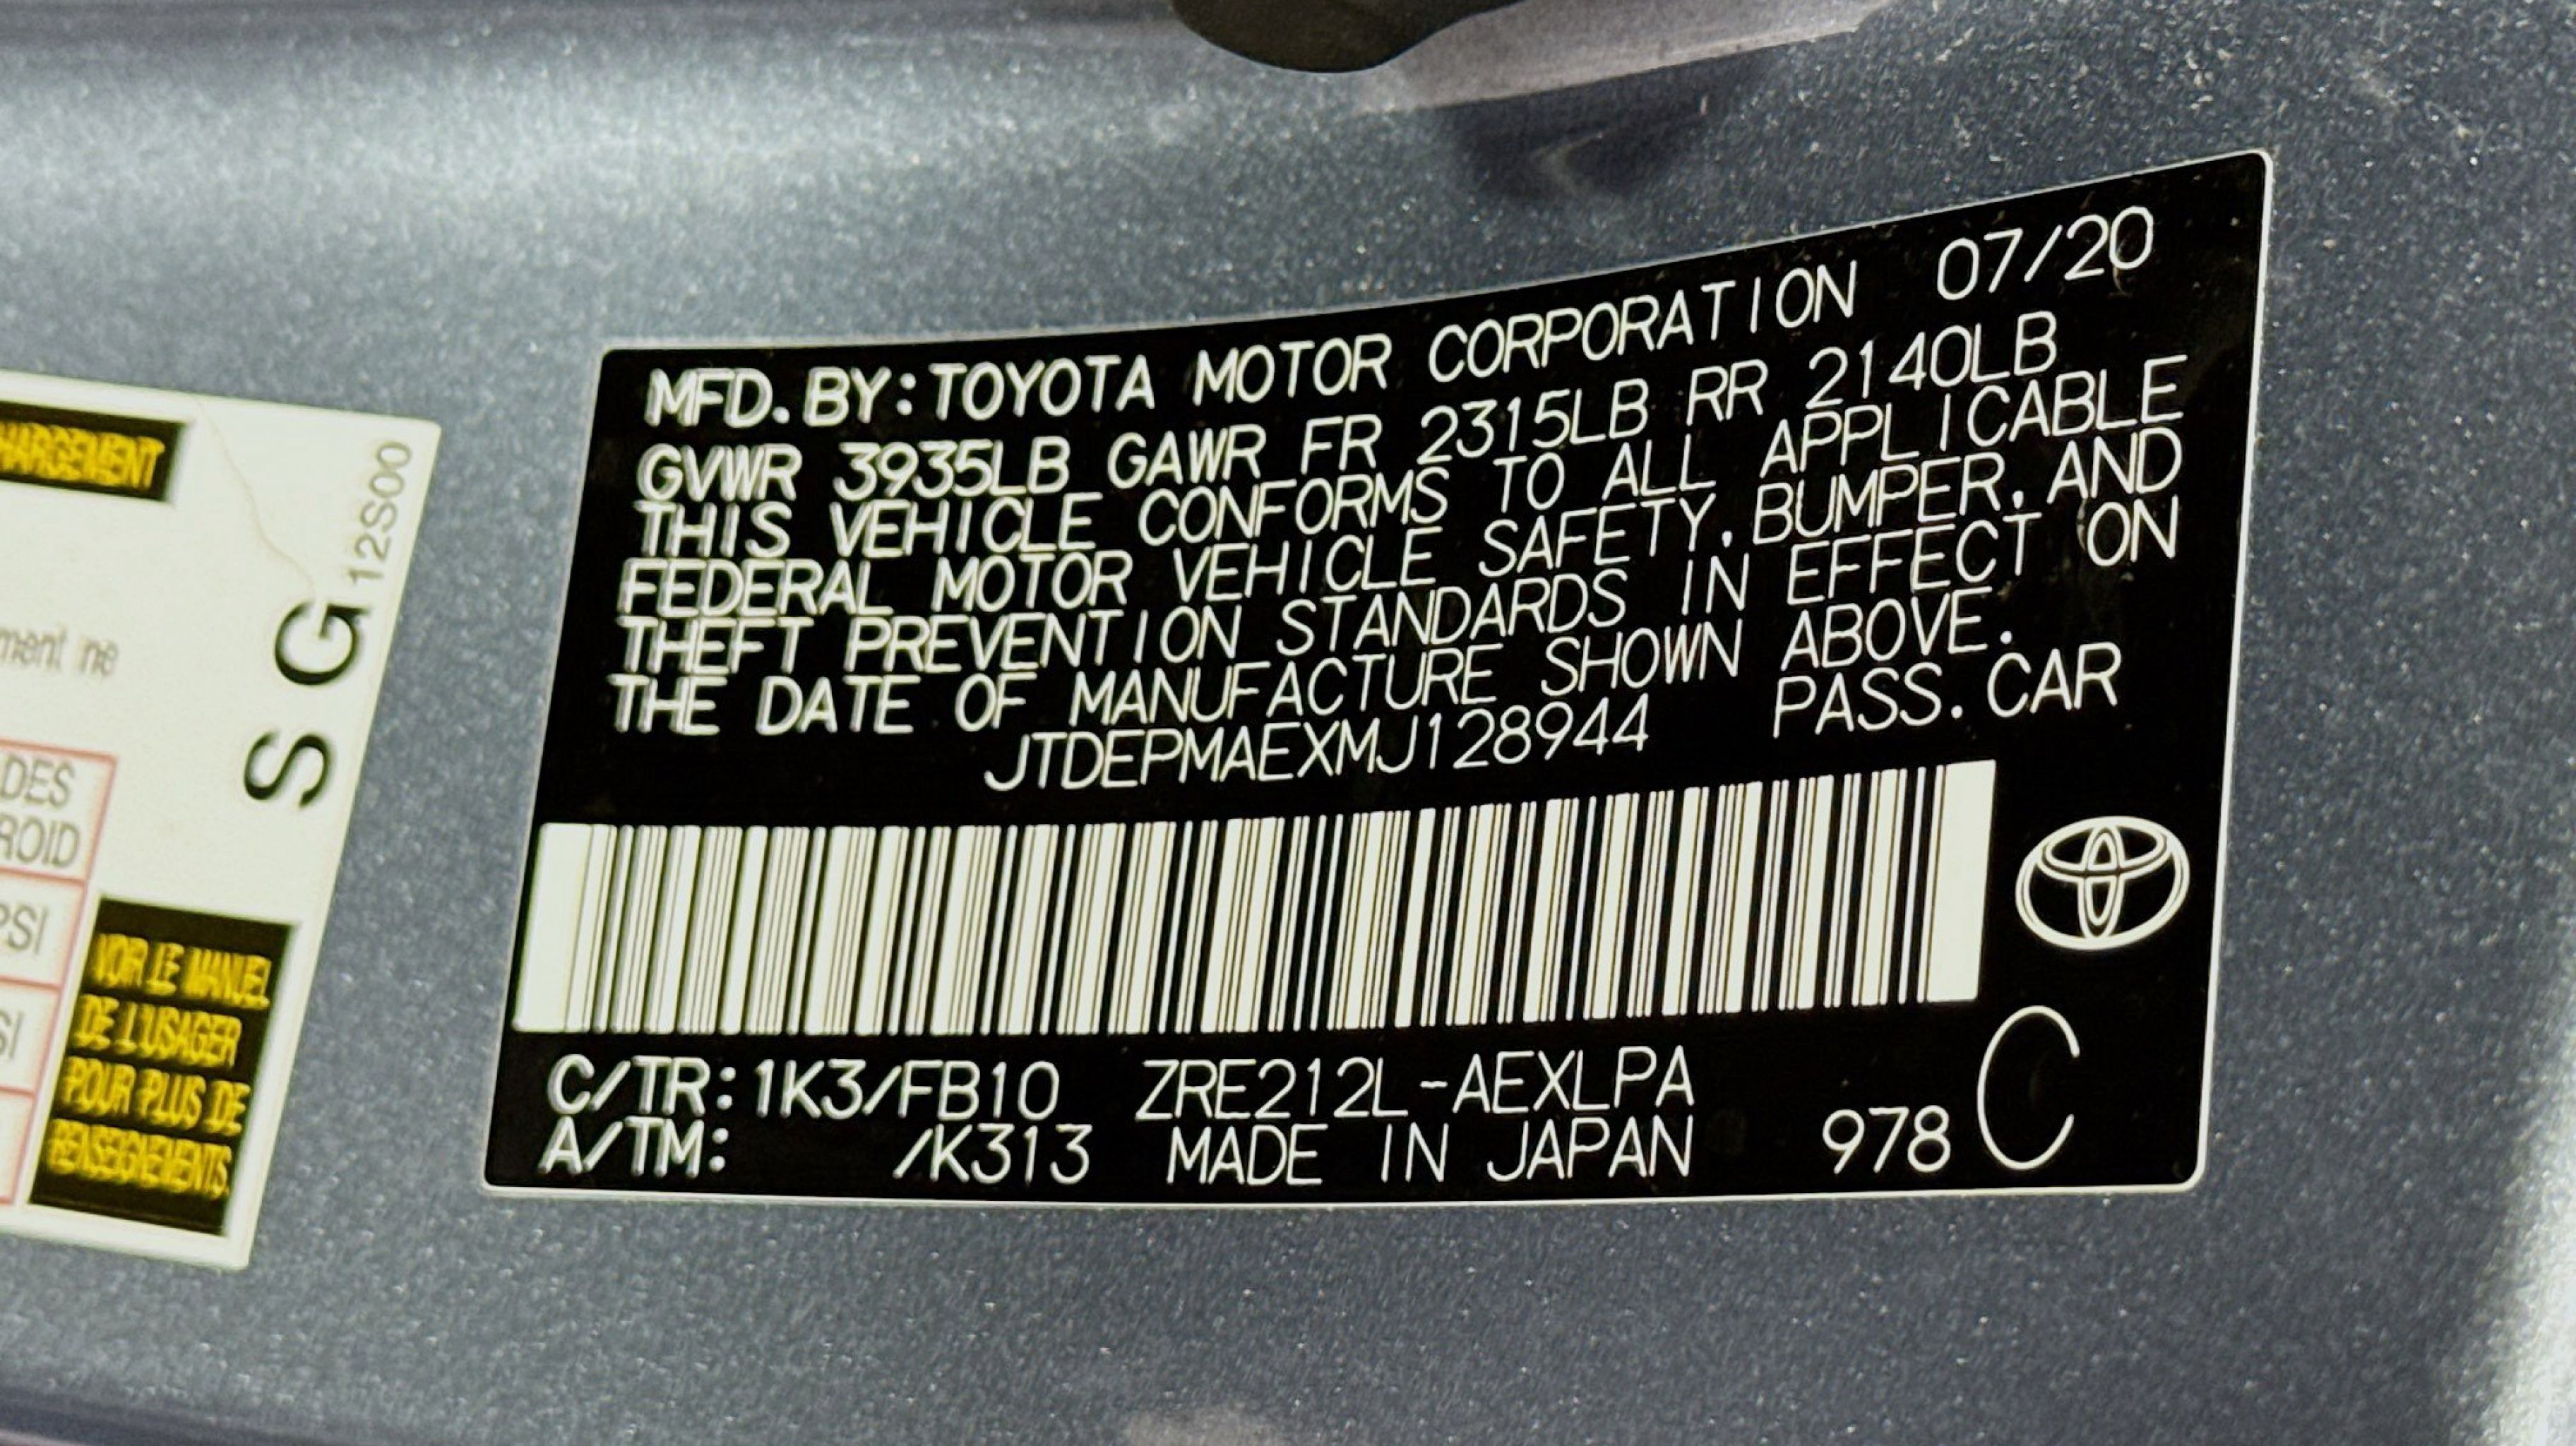 HARGEMENT
ment ne
DES
ROID
PSI
SI
VOIR LE MANUEL
DE L'USAGER
POUR PLUS DE
RENSEIGNEMENTS
S G 12S00
MFD. BY: TOYOTA MOTOR CORPORATION 07/20
GVWR 3935LB GAWR FR 2315LB RR 2140LB
THIS VEHICLE CONFORMS TO ALL APPLICABLE
FEDERAL MOTOR VEHICLE SAFETY, BUMPER, AND
THEFT PREVENTION STANDARDS IN EFFECT ON
THE DATE OF MANUFACTURE SHOWN ABOVE.
JTDEPMAEXMJ128944 PASS. CAR
C/TR: 1K3/FB10 ZRE212L-AEXLPA
A/TM: /K313 MADE IN JAPAN 978 C